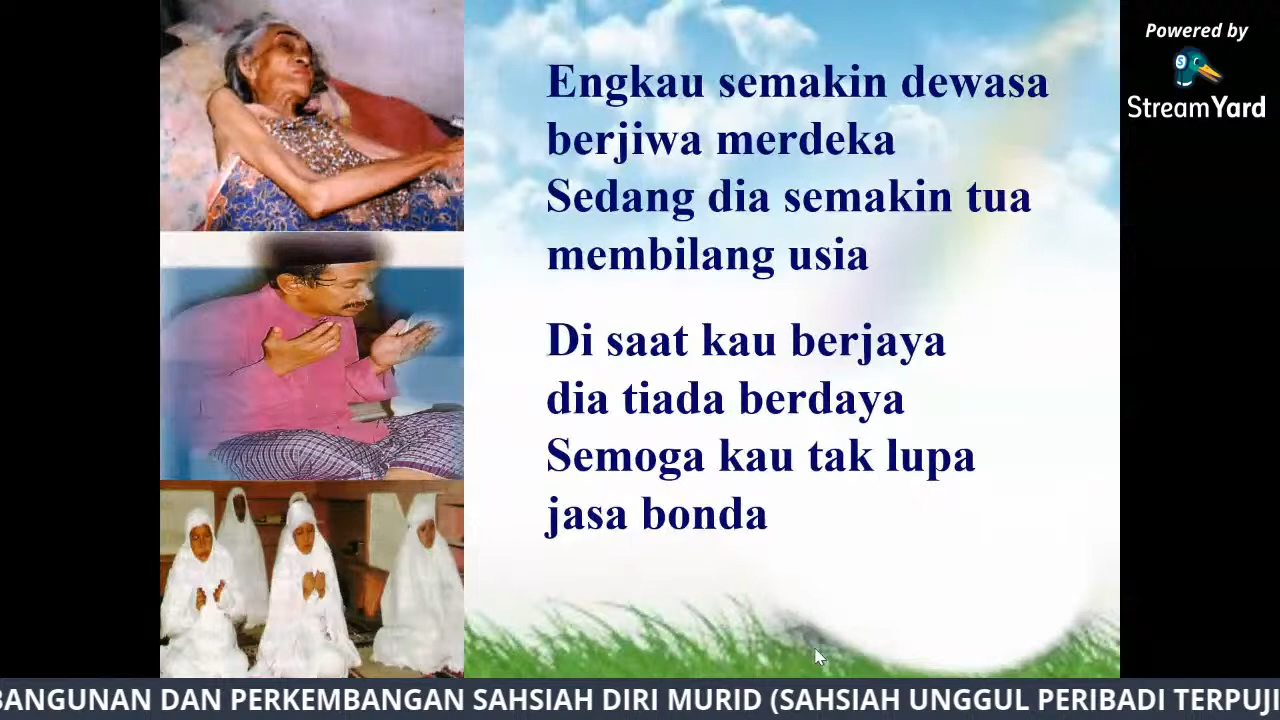 Engkau semakin dewasa
berjiwa merdeka
Sedang dia semakin tua
membilang usia
Di saat kau berjaya
dia tiada berdaya
Semoga kau tak lupa
jasa bonda
Powered by
StreamYard
BANGUNAN DAN PERKEMBANGAN SAHSIAH DIRI MURID (SAHSIAH UNGGUL PERIBADI TERPUJI